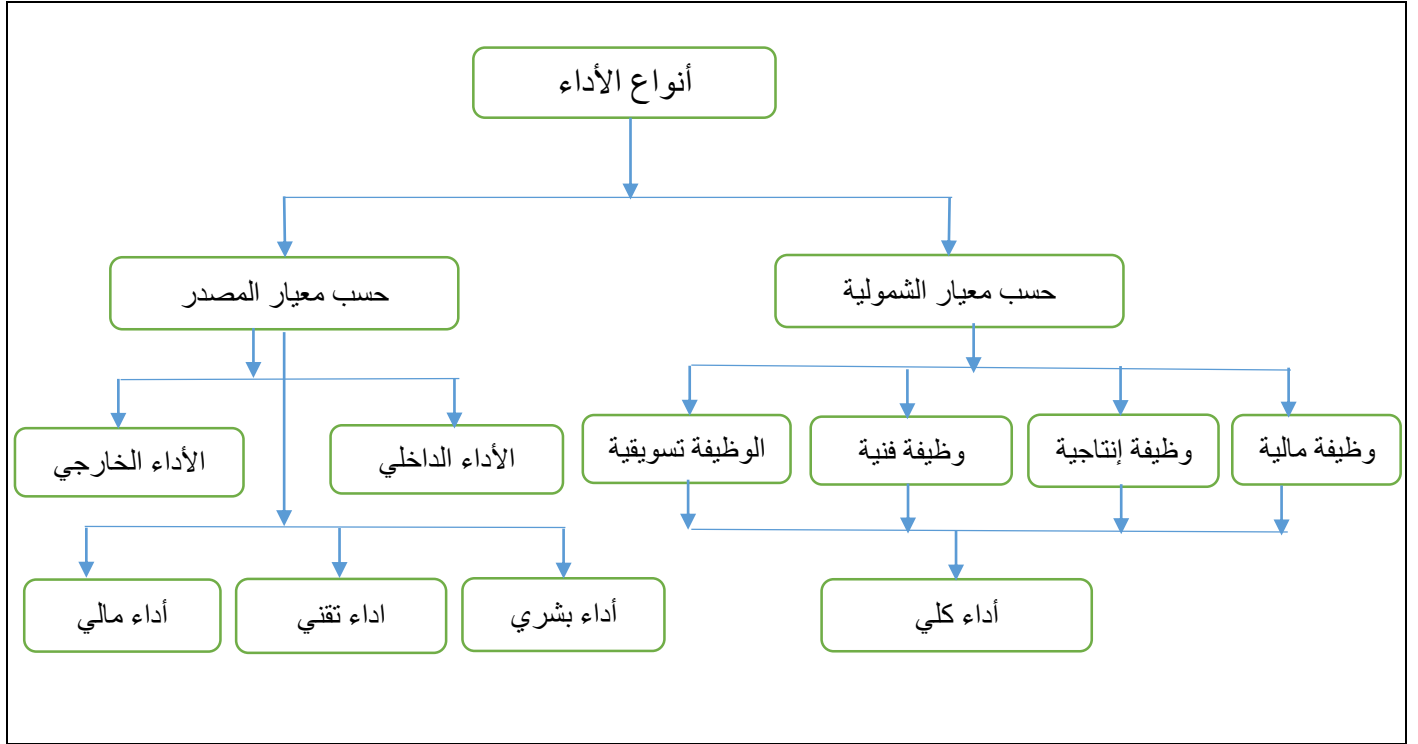 أنواع الأداء
حسب معيار الشمولية
حسب معيار المصدر
وظيفة مالية
وظيفة إنتاجية
وظيفة فنية
الوظيفة تسويقية
الأداء الداخلي
الأداء الخارجي
أداء كلي
أداء بشري
اداء تقني
أداء مالي